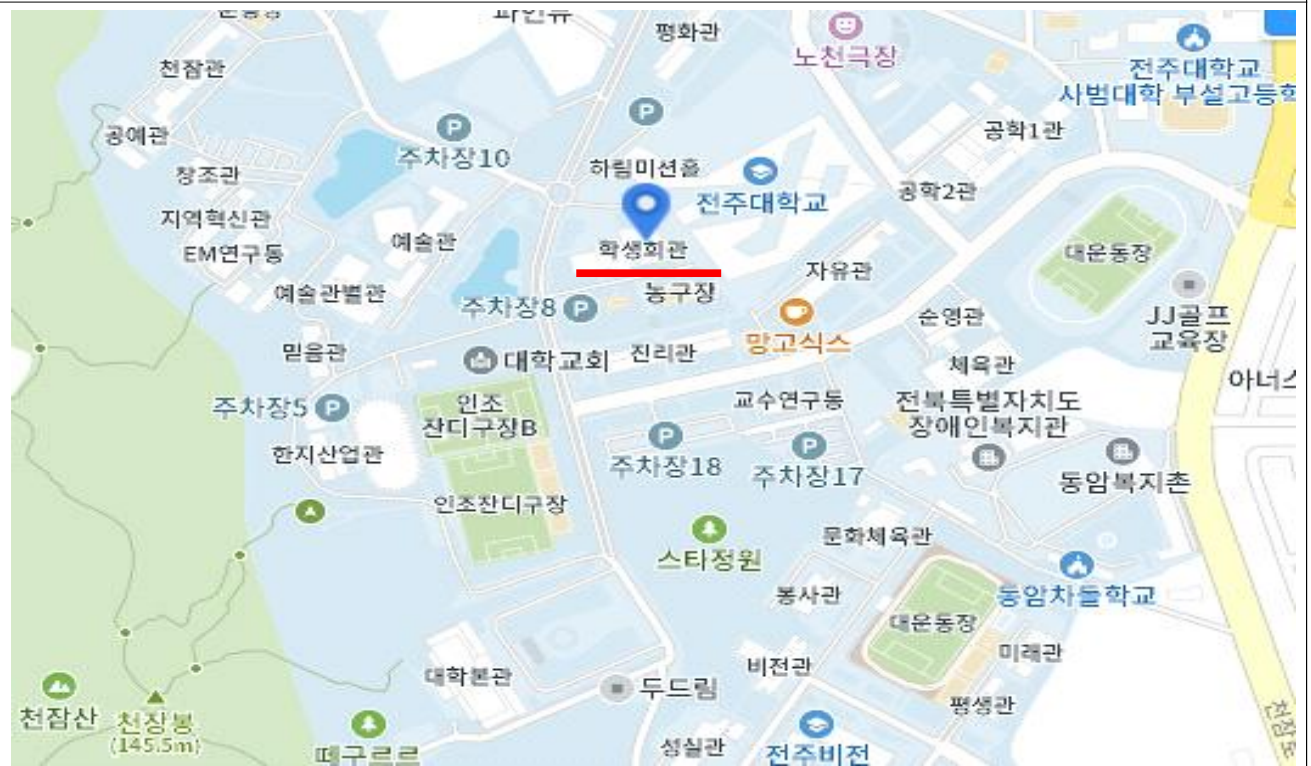 파인뷰
평화관
노천극장
전주대학교
사범대학 부설고등학
천잠관
공예관
P
주차장10
P
공학1관
하림미션홀
창조관
전주대학교
공학2관
지역혁신관
EM연구동
예술관
학생회관
대운동장
자유관
예술관별관
주차장8 P
농구장
순영관
JJ골프
교육장
망고식스
믿음관
대학교회
진리관
체육관
아너스
주차장5 P
인조
잔디구장B
교수연구동
전북특별자치도
장애인복지관
한지산업관
P
주차장18
P
주차장17
동암복지촌
인조잔디구장
문화체육관
스타정원
동암차돌학교
봉사관
대운동장
미래관
대학본관
비전관
두드림
천잠산
천잠봉
(145.5m)
평생관
떼구르르
성실관
전주비전
천잠로